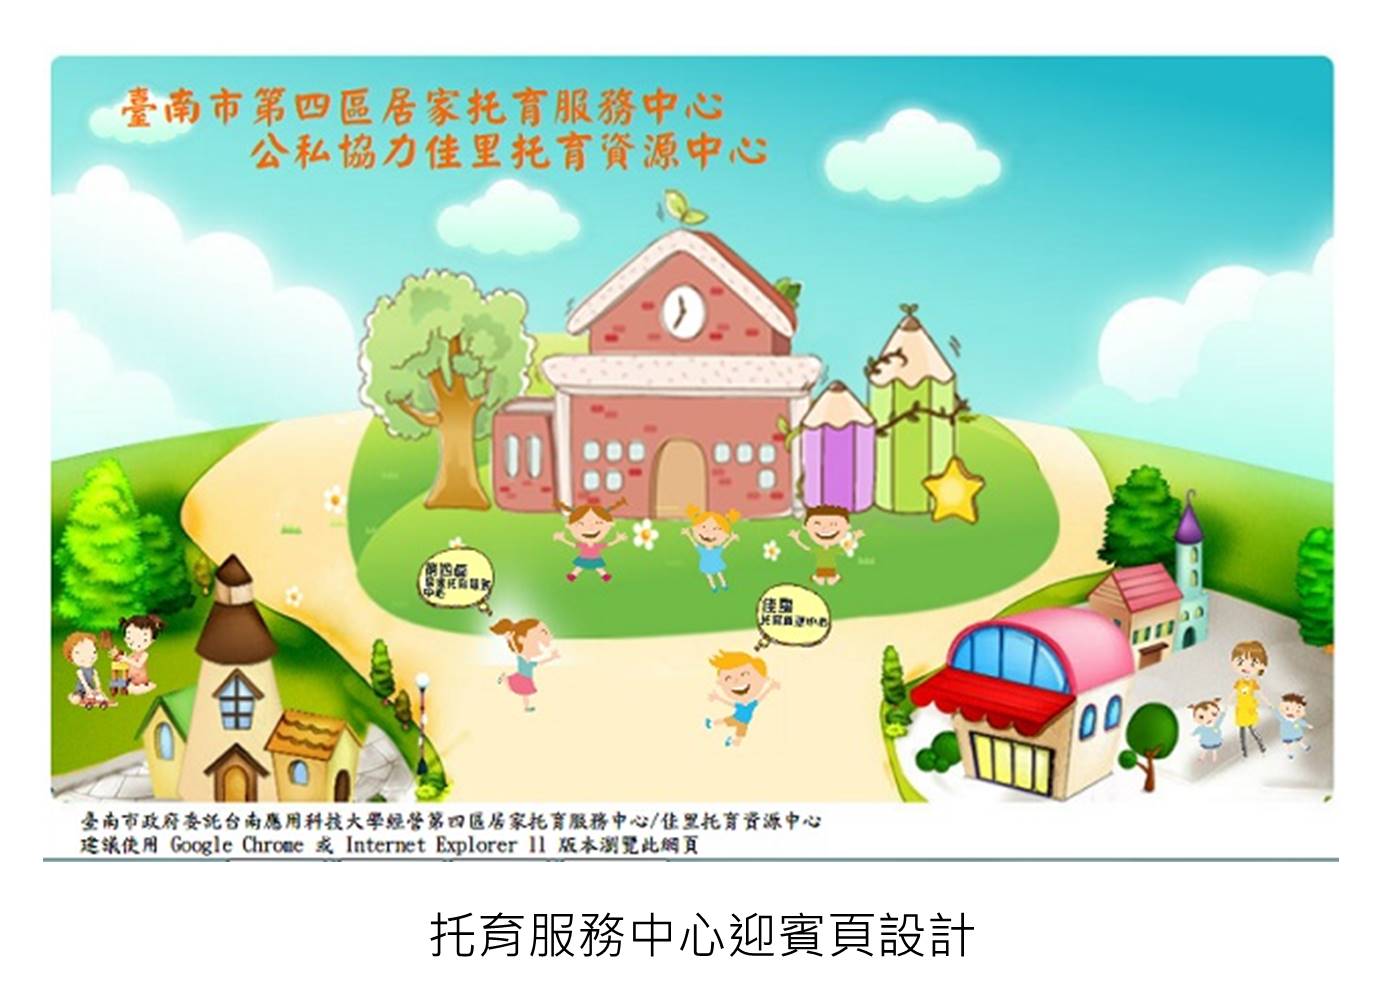 臺南市第四區居家托育服務中心
公私協力佳里托育資源中心
第四區
居家托育服務
中心
佳里
托育資源中心
臺南市政府委託台南應用科技大學經營第四區居家托育服務中心/佳里托育資源中心
建議使用 Google Chrome 或 Internet Explorer 11 版本瀏覽此網頁
托育服務中心迎賓頁設計